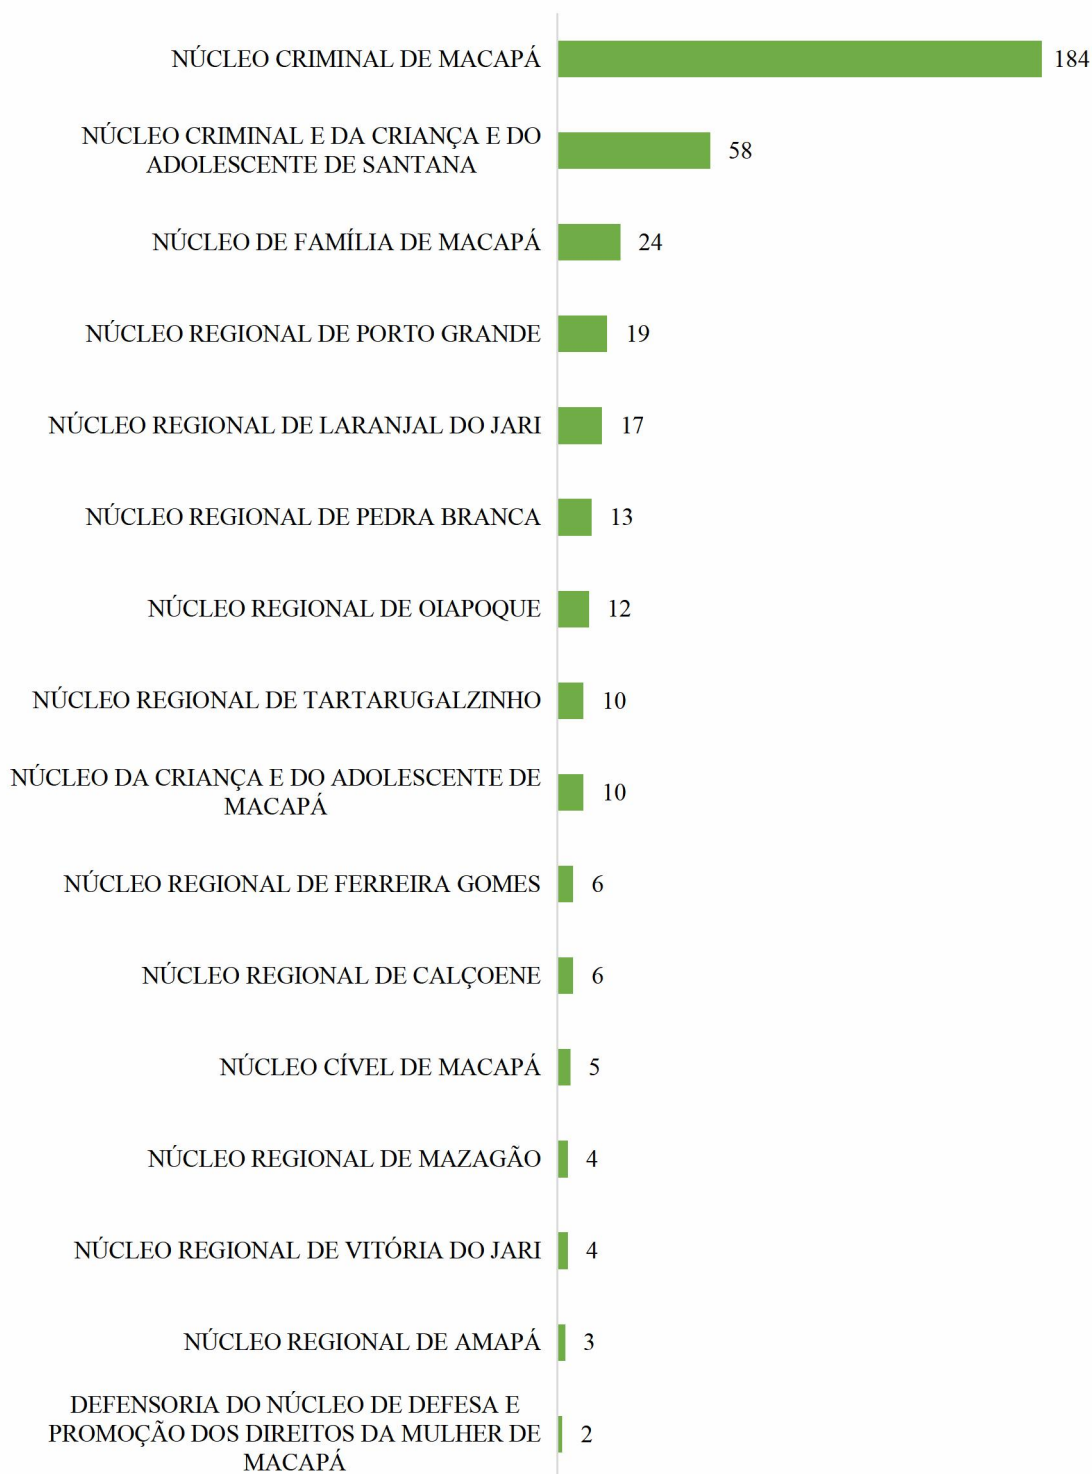 NÚCLEO CRIMINAL DE MACAPÁ 184
NÚCLEO CRIMINAL E DA CRIANÇA E DO
ADOLESCENTE DE SANTANA
58
NÚCLEO DE FAMÍLIA DE MACAPÁ 24
NÚCLEO REGIONAL DE PORTO GRANDE 19
NÚCLEO REGIONAL DE LARANJAL DO JARI 17
NÚCLEO REGIONAL DE PEDRA BRANCA 13
NÚCLEO REGIONAL DE OIAPOQUE 12
NÚCLEO REGIONAL DE TARTARUGALZINHO 10
NÚCLEO DA CRIANÇA E DO ADOLESCENTE DE
MACAPÁ
10
NÚCLEO REGIONAL DE FERREIRA GOMES 6
NÚCLEO REGIONAL DE CALÇOENE 6
NÚCLEO CÍVEL DE MACAPÁ 5
NÚCLEO REGIONAL DE MAZAGÃO 4
NÚCLEO REGIONAL DE VITÓRIA DO JARI 4
NÚCLEO REGIONAL DE AMAPÁ 3
DEFENSORIA DO NÚCLEO DE DEFESA E
PROMOÇÃO DOS DIREITOS DA MULHER DE
MACAPÁ
2